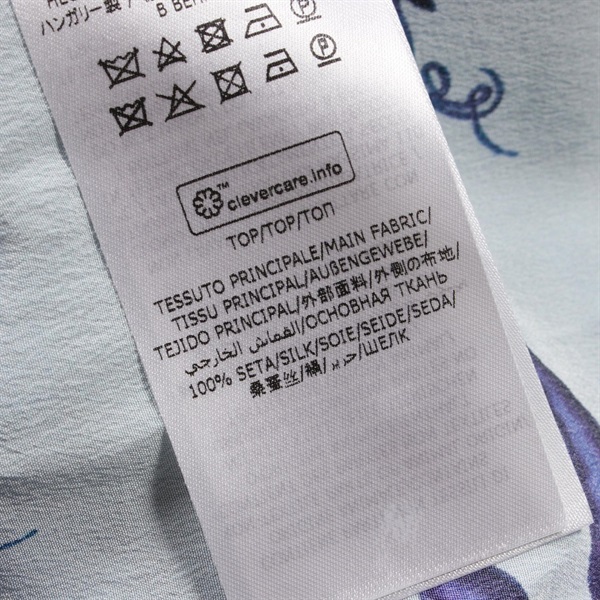 ハンガリー製 /
В ВЕНГ
clevercare.info
TOP/TOP/ТОП
TESSUTO PRINCIPALE/MAIN FABRIC/
TISSU PRINCIPAL/AUßENGEWEBE/
TEJIDO PRINCIPAL/外部面料/外側の布地/
القماش الخارجي/ОСНОВНАЯ ТКАНЬ
100% SETA/SILK/SOIE/SEIDE/SEDA/
桑蚕丝/絹/حرير/ШЕЛК